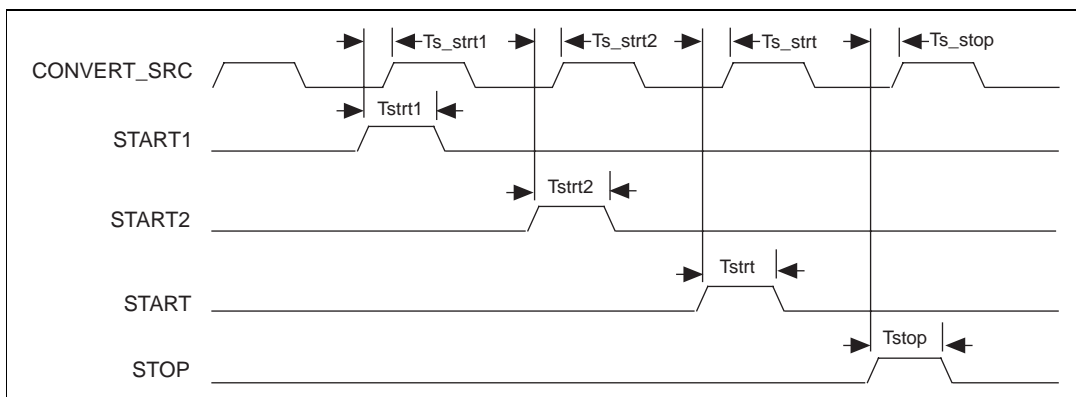 Ts_strt1 Ts_strt2 Ts_strt Ts_stop
CONVERT_SRC
Tstrt1
START1
Tstrt2
START2
Tstrt
START
Tstop
STOP